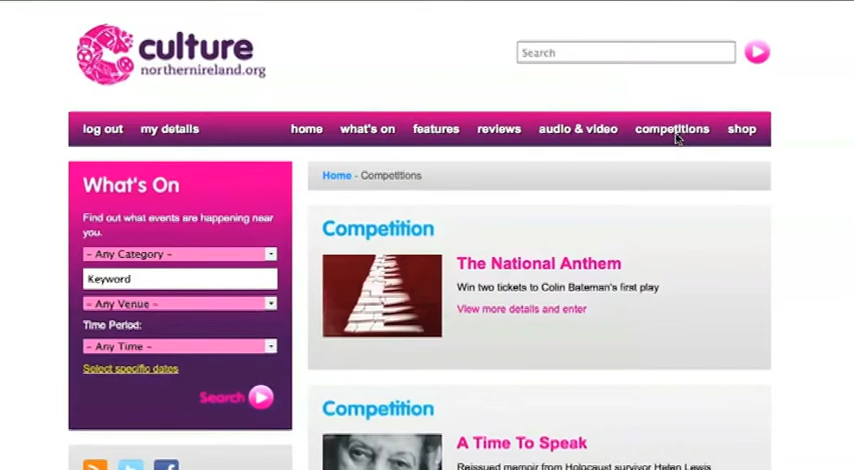 culture
northernireland.org
Search
log out
my details
home
what's on
features
reviews
audio & video
competitions
shop
What's On
Find out what events are happening near
you.
- Any Category -
Keyword
- Any Venue -
Time Period:
- Any Time -
Select specific dates
Search
Home - Competitions
Competition
The National Anthem
Win two tickets to Colin Bateman's first play
View more details and enter
Competition
A Time To Speak
Reissued memoir from Holocaust survivor Helen Lewis